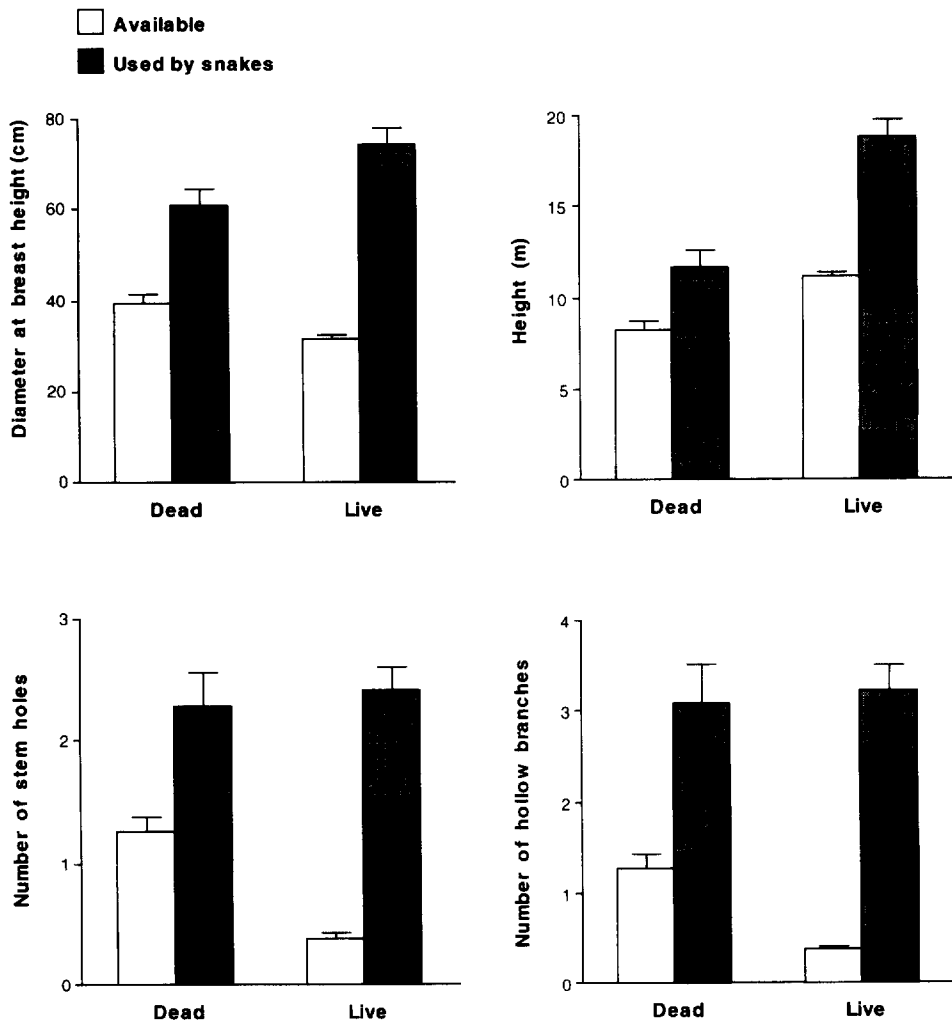 Available
Used by snakes
Diameter at breast height (cm)
80
60
40
20
0
Dead Live
Height (m)
20
15
10
5
0
Dead Live
Number of stem holes
3
2
1
0
Dead Live
Number of hollow branches
4
3
2
1
0
Dead Live